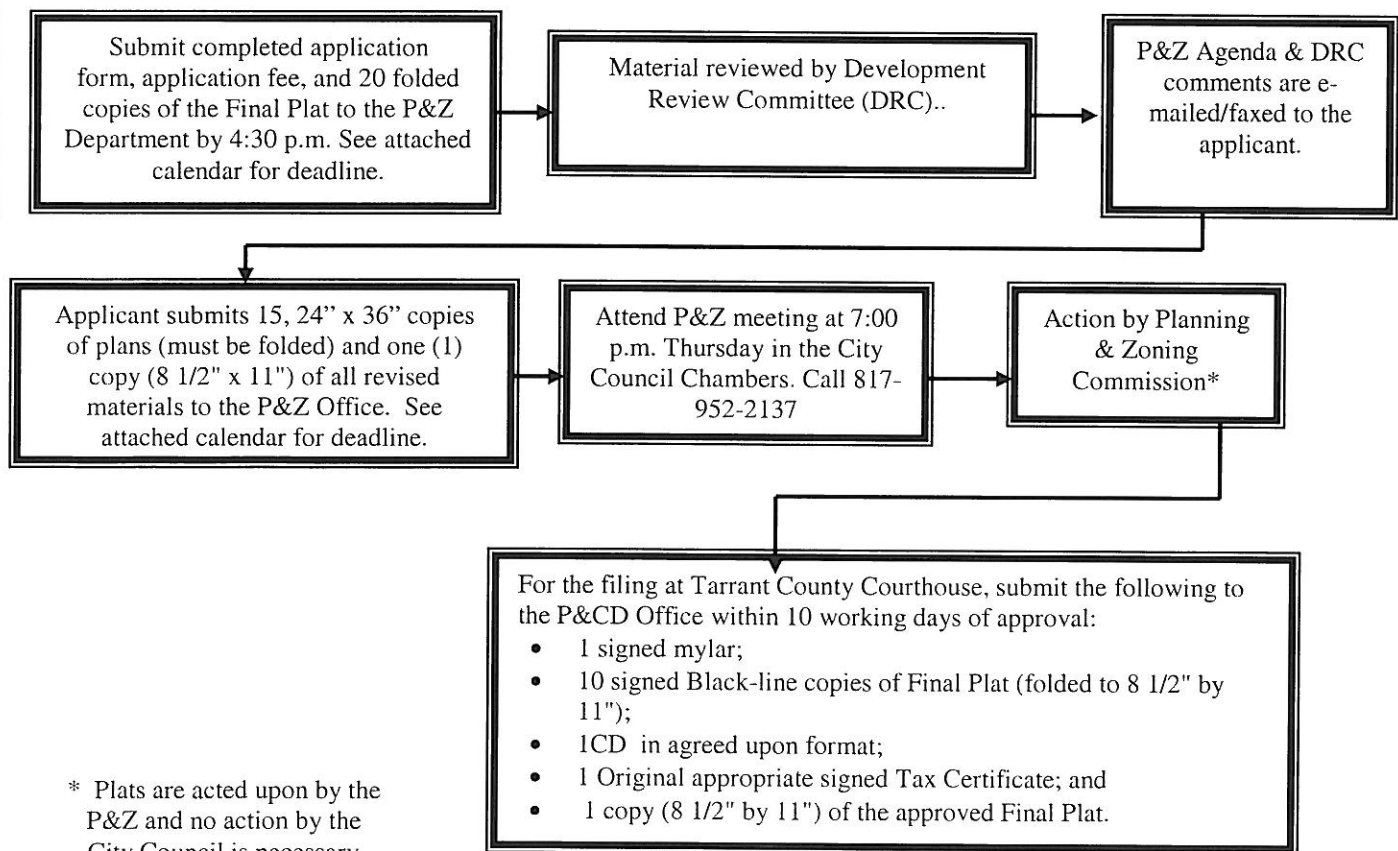 Submit completed application
form, application fee, and 20 folded
copies of the Final Plat to the P&Z
Department by 4:30 p.m. See attached
calendar for deadline.
Material reviewed by Development
Review Committee (DRC)..
P&Z Agenda & DRC
comments are e-
mailed/faxed to the
applicant.
Applicant submits 15, 24” x 36” copies
of plans (must be folded) and one (1)
copy (8 1/2" x 11") of all revised
materials to the P&Z Office. See
attached calendar for deadline.
Attend P&Z meeting at 7:00
p.m. Thursday in the City
Council Chambers. Call 817-
952-2137
Action by Planning
& Zoning
Commission*
For the filing at Tarrant County Courthouse, submit the following to
the P&CD Office within 10 working days of approval:
• 1 signed mylar;
• 10 signed Black-line copies of Final Plat (folded to 8 1/2" by
11");
• 1CD in agreed upon format;
• 1 Original appropriate signed Tax Certificate; and
• 1 copy (8 1/2" by 11") of the approved Final Plat.
* Plats are acted upon by the
P&Z and no action by the
City Council is necessary